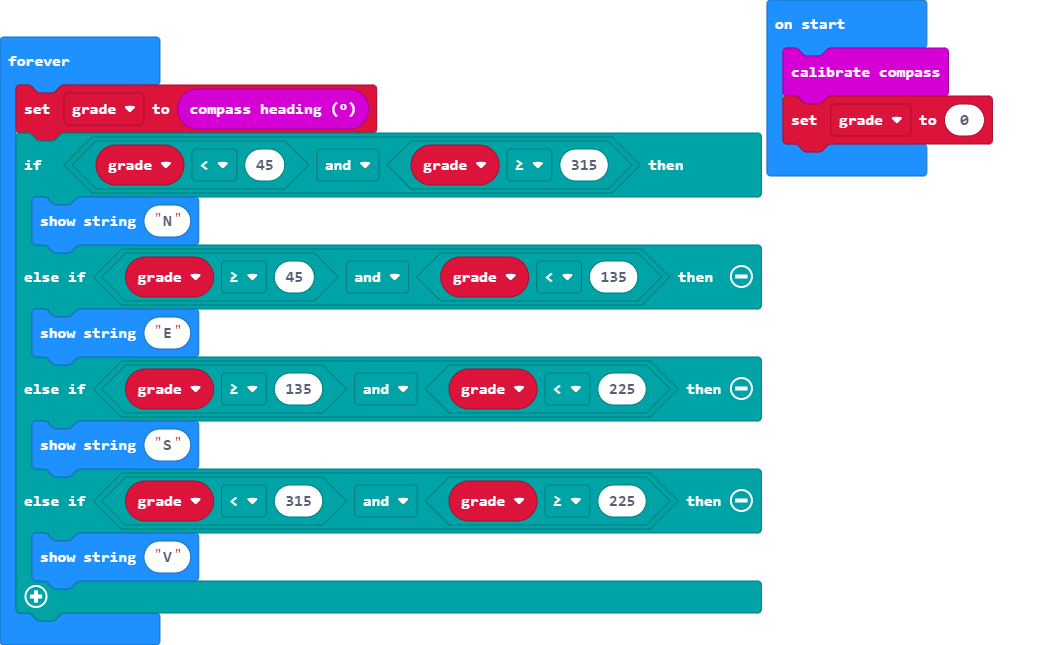 on start
calibrate compass
set grade to 0
forever
set grade to compass heading (º)
if grade < 45 and grade ≥ 315 then
show string "N"
else if grade ≥ 45 and grade < 135 then
show string "E"
else if grade ≥ 135 and grade < 225 then
show string "S"
else if grade < 315 and grade ≥ 225 then
show string "V"